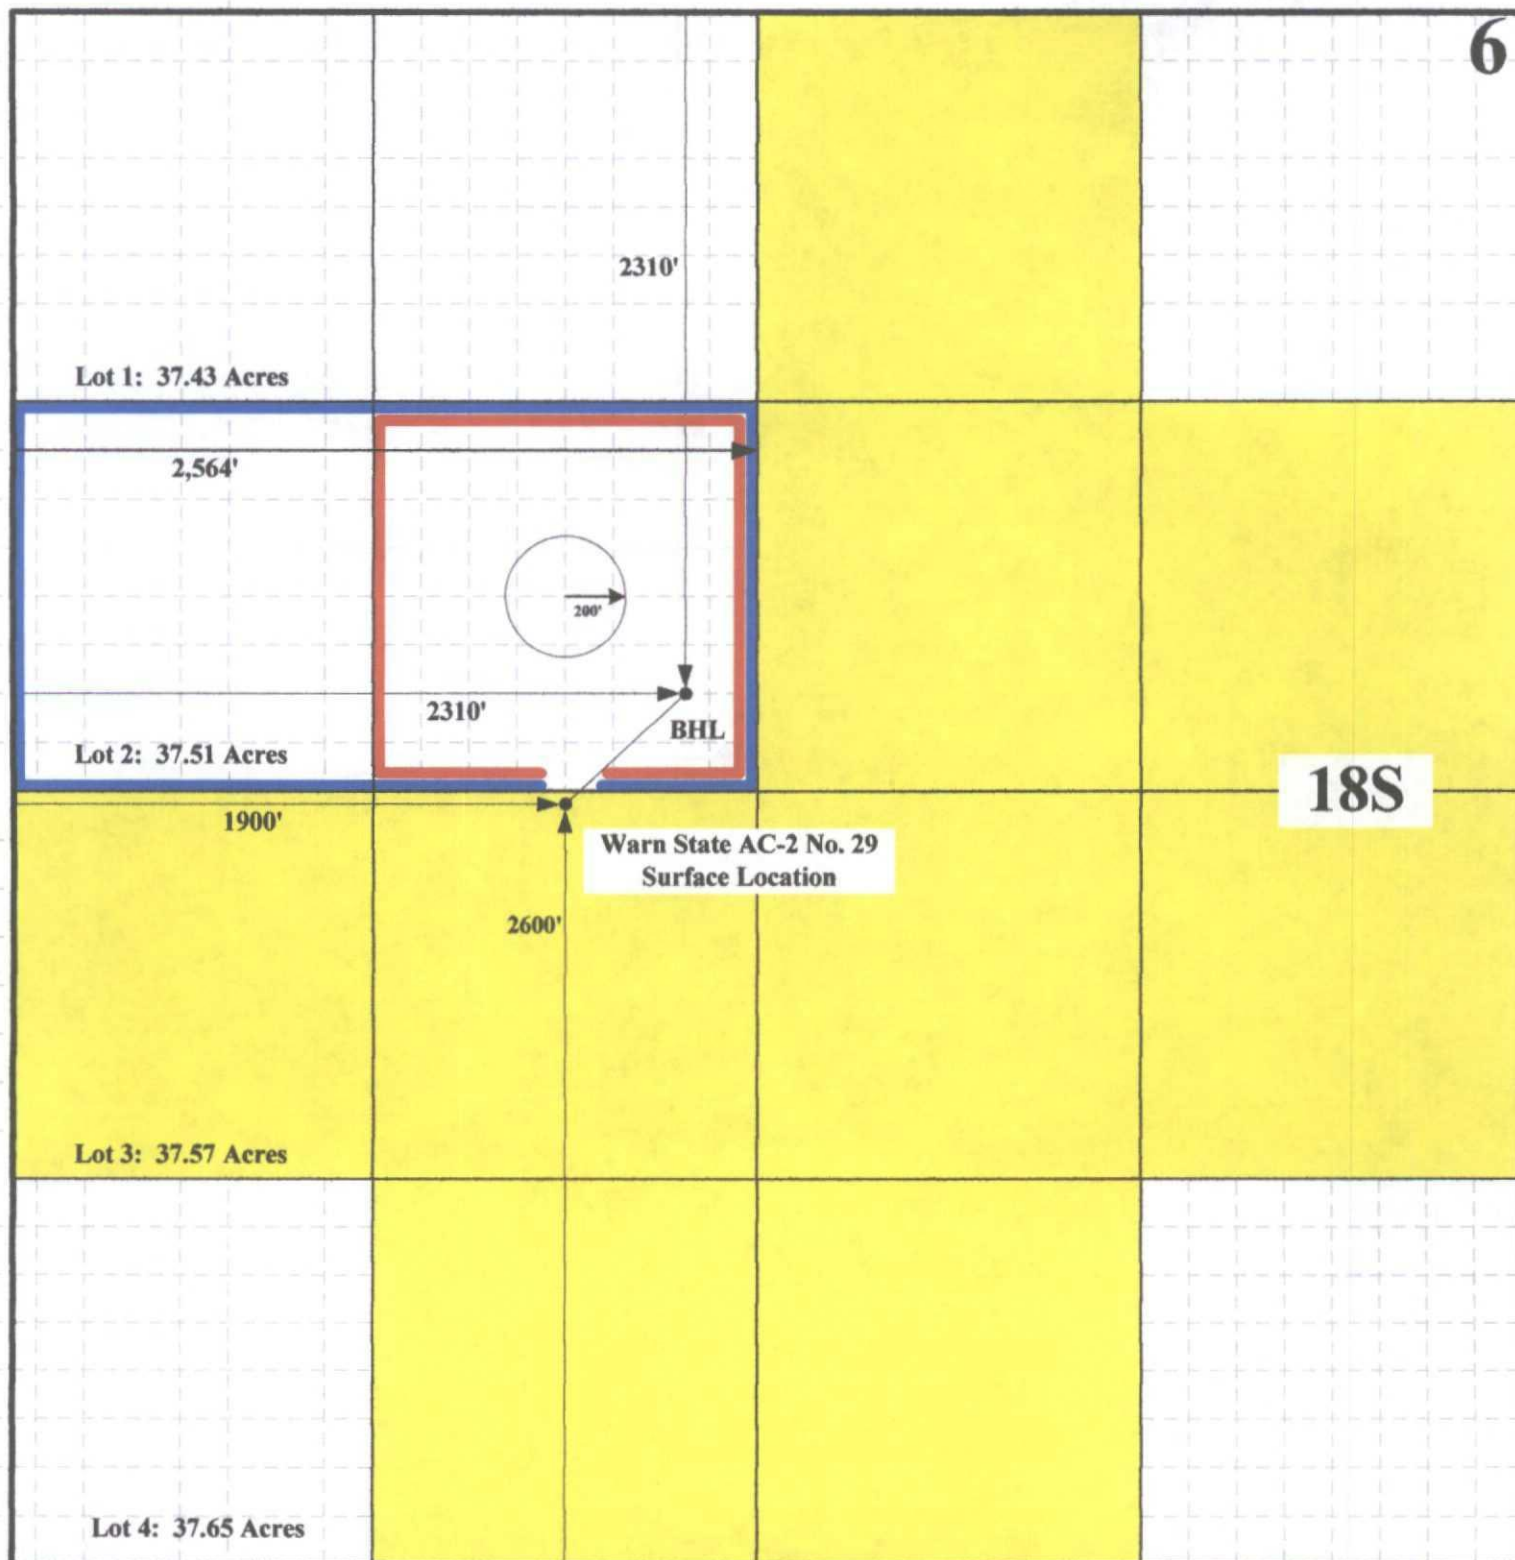 6
2310'
Lot 1: 37.43 Acres
2,564'
200'
2310'
BHL
Lot 2: 37.51 Acres
18S
1900'
Warn State AC-2 No. 29
Surface Location
2600'
Lot 3: 37.57 Acres
Lot 4: 37.65 Acres